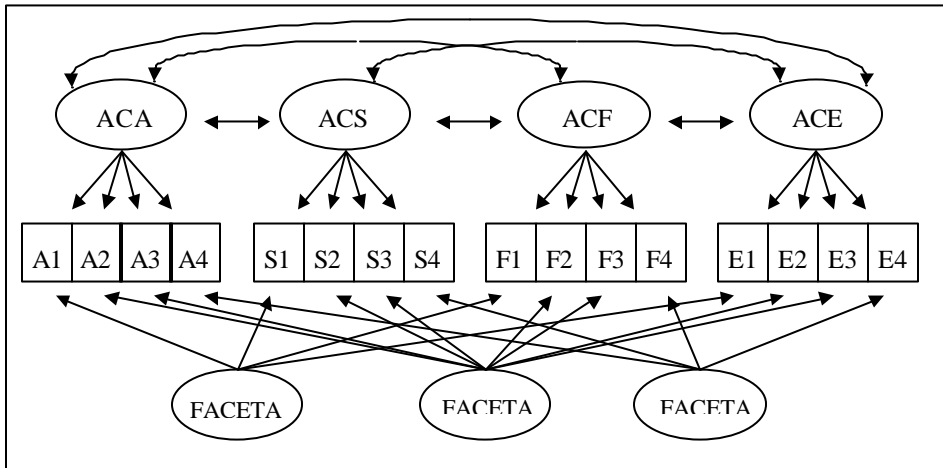 ACA ACS ACF ACE
A1 A2 A3 A4 S1 S2 S3 S4 F1 F2 F3 F4 E1 E2 E3 E4
FACETA FACETA FACETA